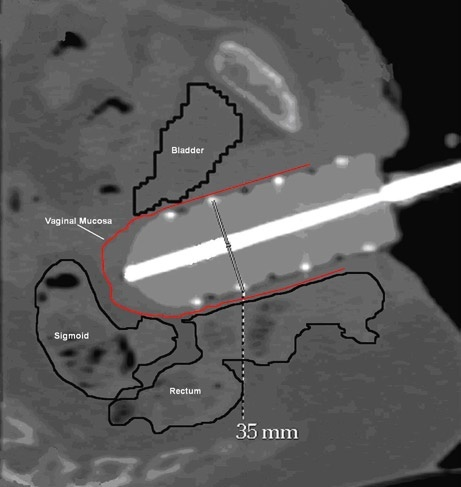 Bladder
Vaginal Mucosa
Sigmoid
Rectum
35 mm